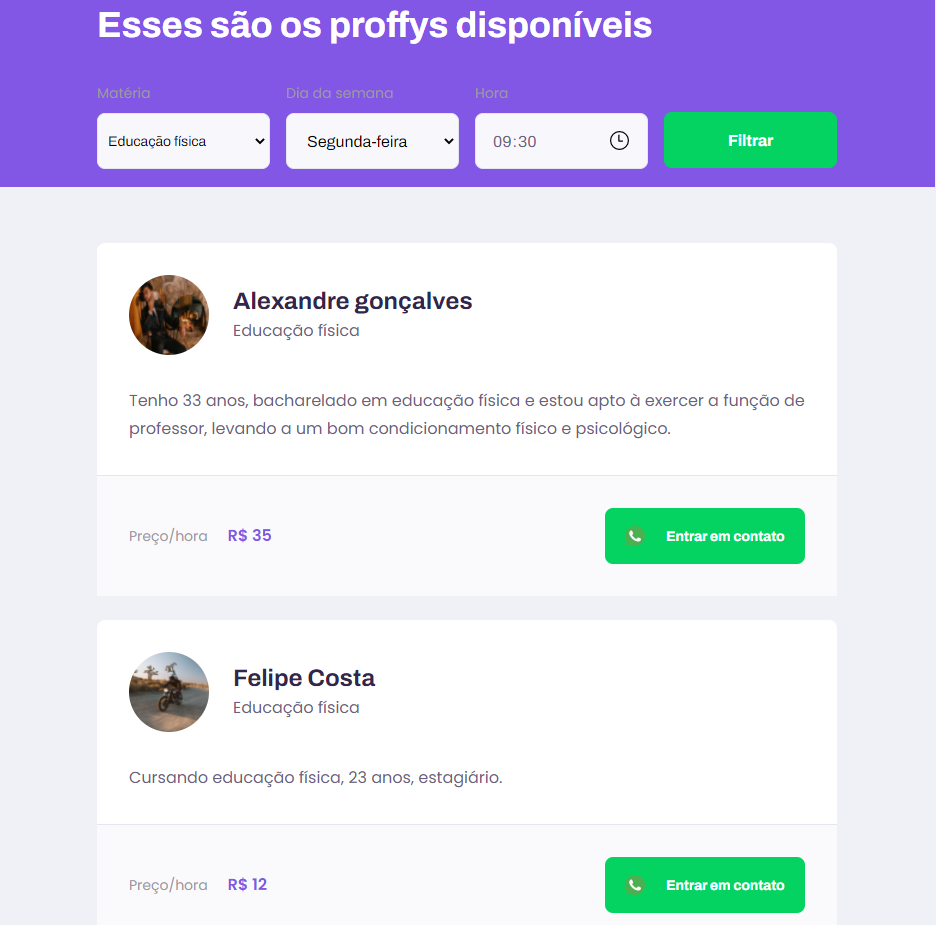 Esses são os proffys disponíveis
Matéria Dia da semana Hora
Educação física Segunda-feira 09:30 Filtrar
Alexandre gonçalves
Educação física
Tenho 33 anos, bacharelado em educação física e estou apto à exercer a função de
professor, levando a um bom condicionamento físico e psicológico.
Preço/hora R$ 35 Entrar em contato
Felipe Costa
Educação física
Cursando educação física, 23 anos, estagiário.
Preço/hora R$ 12 Entrar em contato